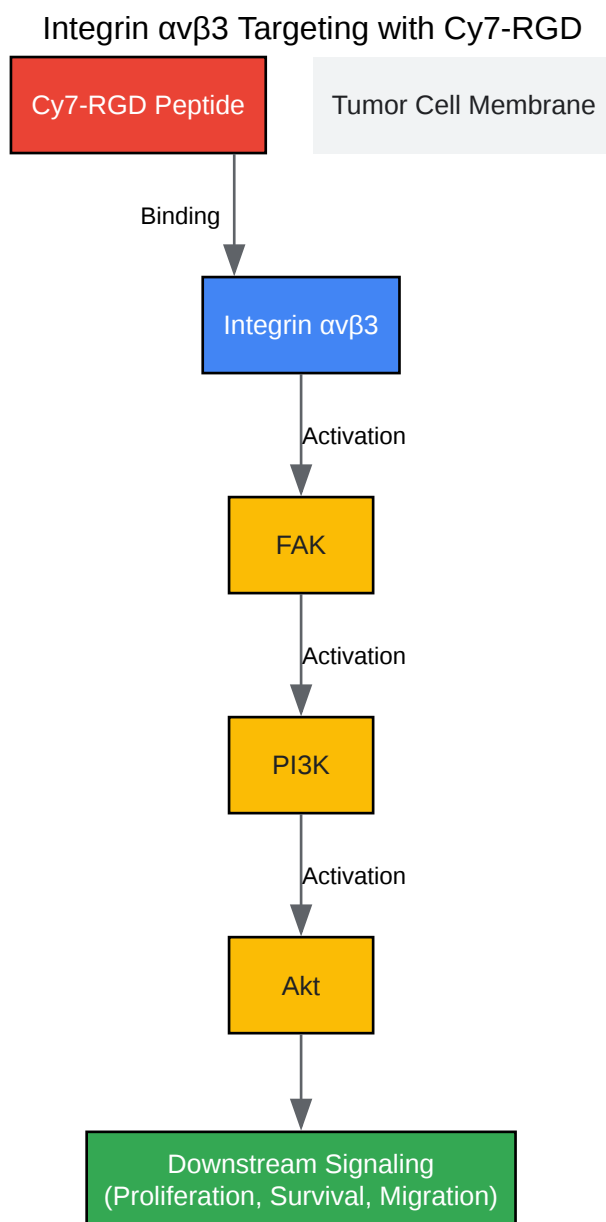 Integrin αvβ3 Targeting with Cy7-RGD
Cy7-RGD Peptide
Tumor Cell Membrane
Binding
Integrin αvβ3
Activation
FAK
Activation
PI3K
Activation
Akt
Downstream Signaling
(Proliferation, Survival, Migration)